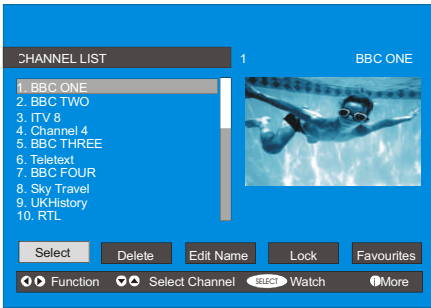 CHANNEL LIST 1 BBC ONE
1. BBC ONE
2. BBC TWO
3. ITV 8
4. Channel 4
5. BBC THREE
6. Teletext
7. BBC FOUR
8. Sky Travel
9. UKHistory
10. RTL
Select Delete Edit Name Lock Favourites
Function Select Channel SELECT Watch More